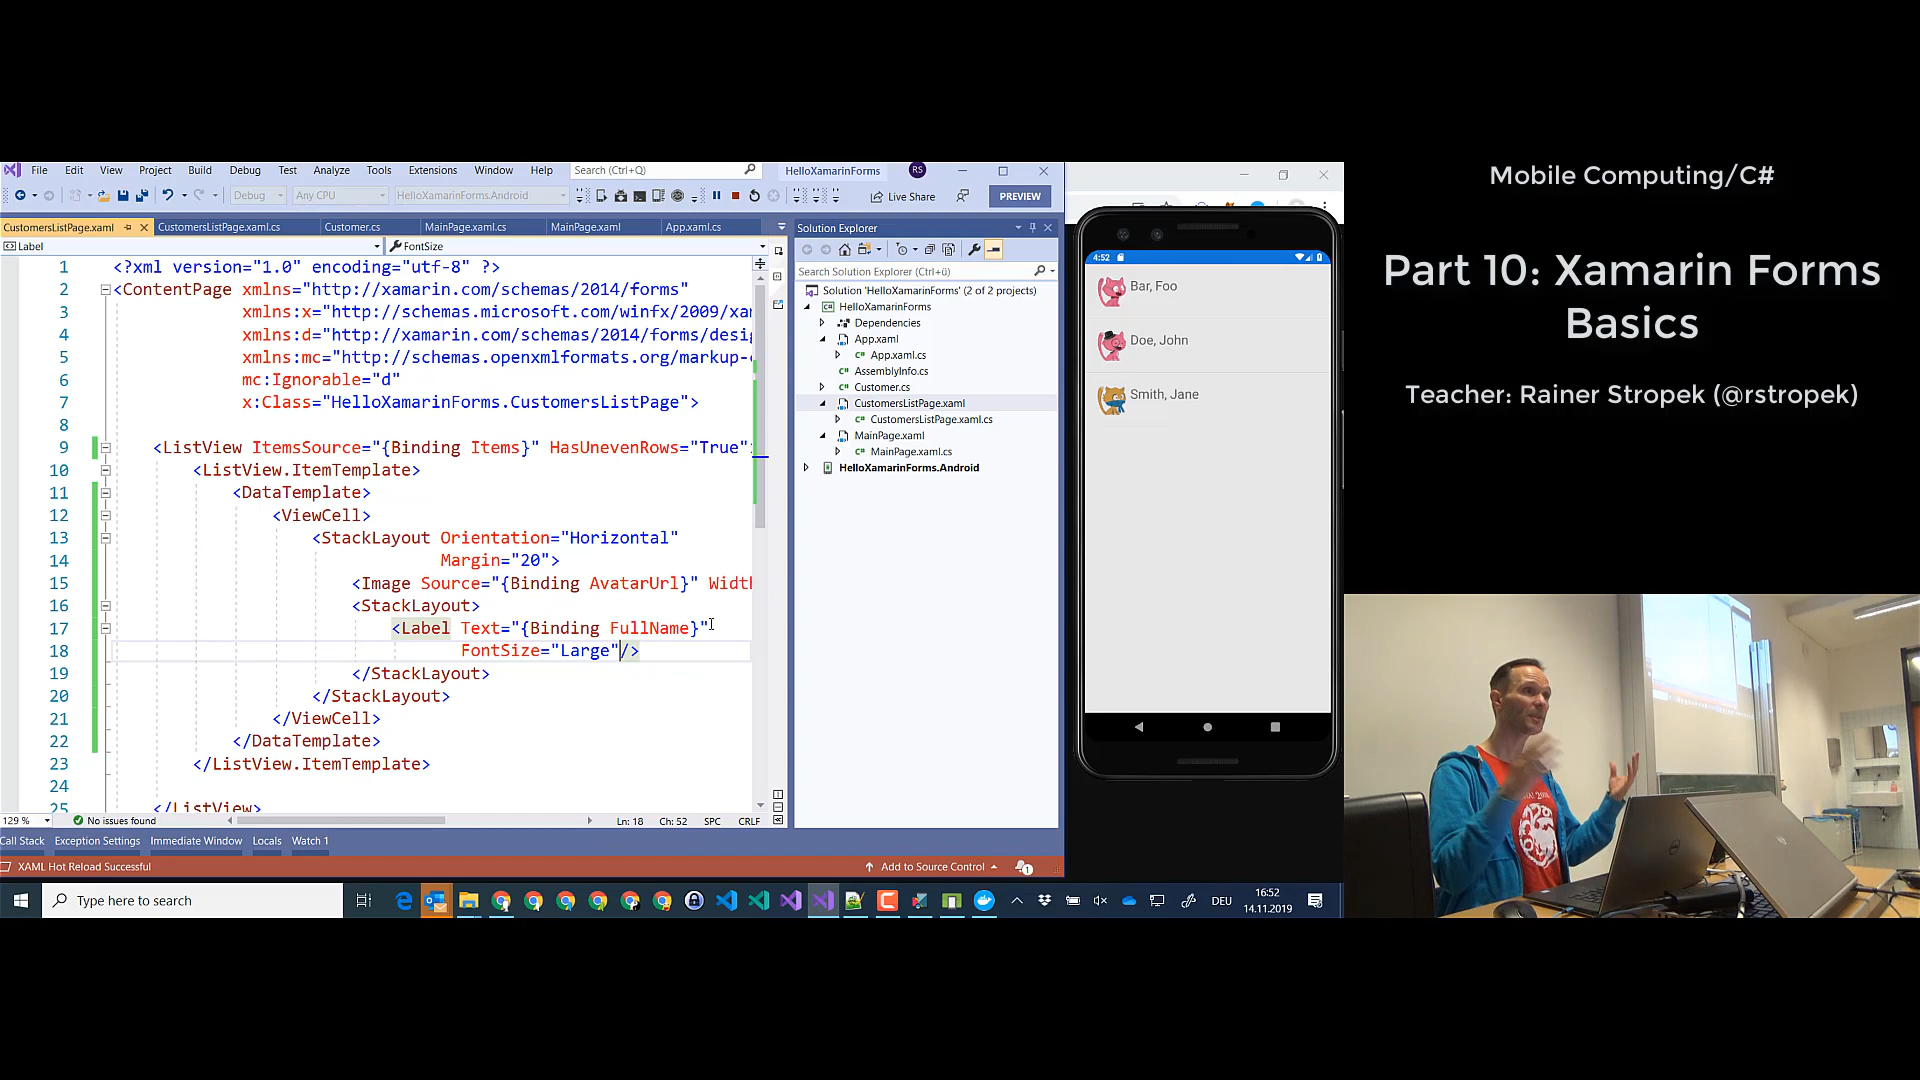 File Edit View Project Build Debug Test Analyze Tools Extensions Window Help Search (Ctrl+Q) HelloXamarinForms RS
Debug Any CPU HelloXamarinForms.Android Live Share PREVIEW
CustomersListPage.xaml CustomersListPage.xaml.cs Customer.cs MainPage.xaml.cs MainPage.xaml App.xaml.cs
Label FontSize
1 <?xml version="1.0" encoding="utf-8" ?>
2 <ContentPage xmlns="http://xamarin.com/schemas/2014/forms"
3 xmlns:x="http://schemas.microsoft.com/winfx/2009/xa
4 xmlns:d="http://xamarin.com/schemas/2014/forms/desi
5 xmlns:mc="http://schemas.openxmlformats.org/markup-
6 mc:Ignorable="d"
7 x:Class="HelloXamarinForms.CustomersListPage">
8
9 <ListView ItemsSource="{Binding Items}" HasUnevenRows="True"
10 <ListView.ItemTemplate>
11 <DataTemplate>
12 <ViewCell>
13 <StackLayout Orientation="Horizontal"
14 Margin="20">
15 <Image Source="{Binding AvatarUrl}" Widt
16 <StackLayout>
17 <Label Text="{Binding FullName}"
18 FontSize="Large"/>
19 </StackLayout>
20 </StackLayout>
21 </ViewCell>
22 </DataTemplate>
23 </ListView.ItemTemplate>
24
25 </ListView>
129 % No issues found Ln: 18 Ch: 52 SPC CRLF
Call Stack Exception Settings Immediate Window Locals Watch 1
XAML Hot Reload Successful Add to Source Control 1
Solution Explorer
Search Solution Explorer (Ctrl+ü)
Solution 'HelloXamarinForms' (2 of 2 projects)
HelloXamarinForms
Dependencies
App.xaml
App.xaml.cs
AssemblyInfo.cs
Customer.cs
CustomersListPage.xaml
CustomersListPage.xaml.cs
MainPage.xaml
MainPage.xaml.cs
HelloXamarinForms.Android
4:52
Bar, Foo
Doe, John
Smith, Jane
Type here to search DEU 16:52
14.11.2019
Mobile Computing/C#
Part 10: Xamarin Forms
Basics
Teacher: Rainer Stropek (@rstropek)